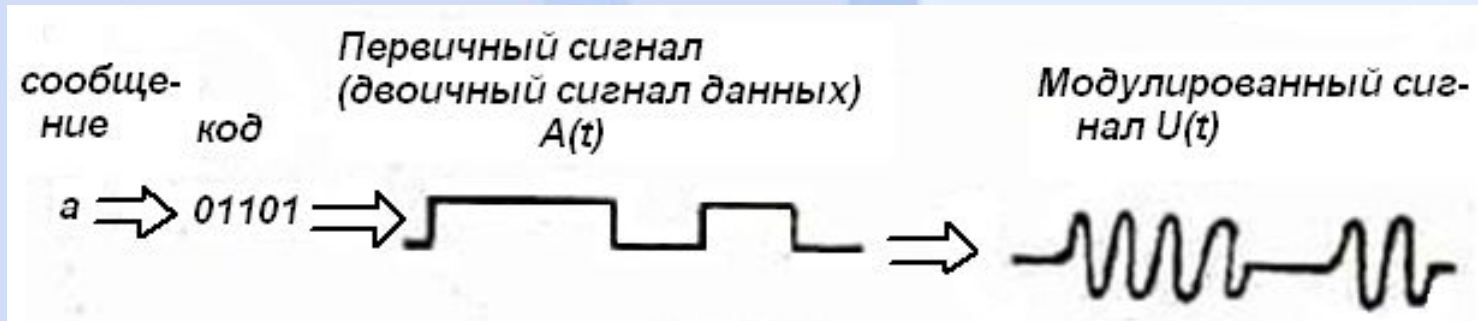 сообще-
ние
код
Первичный сигнал
(двоичный сигнал данных)
A(t)
Модулированный сиг-
нал U(t)
а
01101